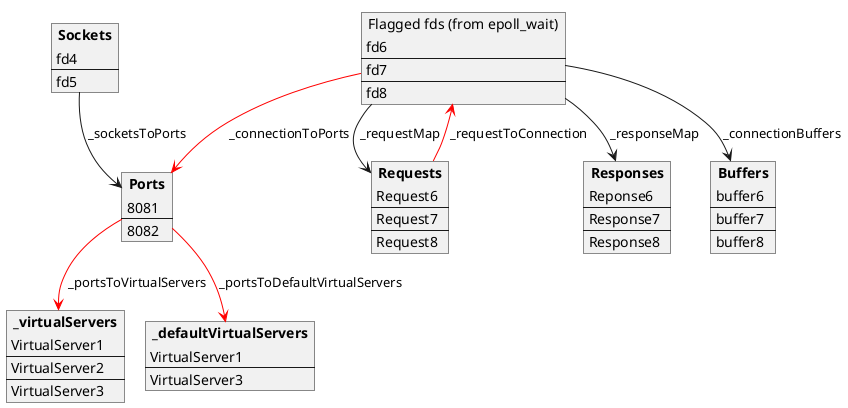 Sockets
fd4
fd5
Flagged fds (from epoll_wait)
fd6
fd7
fd8
_socketsToPorts
_connectionToPorts
_requestMap
_requestToConnection
_responseMap
_connectionBuffers
Ports
8081
8082
Requests
Request6
Request7
Request8
Responses
Reponse6
Response7
Response8
Buffers
buffer6
buffer7
buffer8
_portsToVirtualServers
_portsToDefaultVirtualServers
_virtualServers
VirtualServer1
VirtualServer2
VirtualServer3
_defaultVirtualServers
VirtualServer1
VirtualServer3